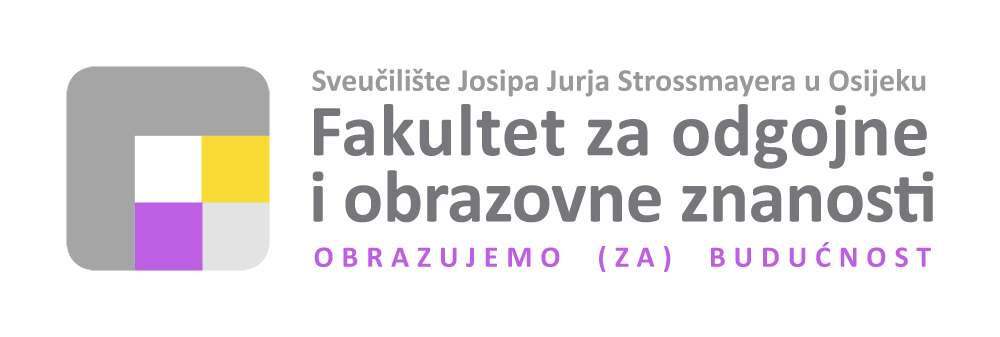 Sveučilište Josipa Jurja Strossmayera u Osijeku
Fakultet za odgojne
i obrazovne znanosti
OBRAZUJEMO (ZA) BUDUĆNOST